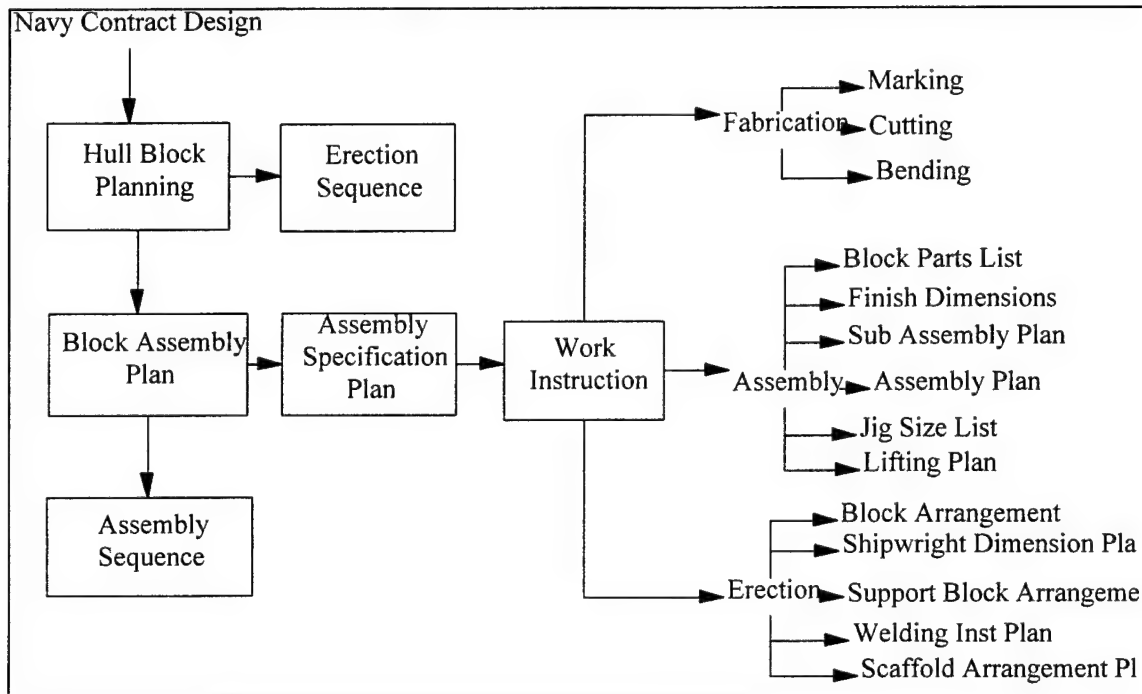 Navy Contract Design
Hull Block
Planning
Erection
Sequence
Block Assembly
Plan
Assembly
Specification
Plan
Assembly
Sequence
Work
Instruction
Fabrication
Marking
Cutting
Bending
Assembly
Block Parts List
Finish Dimensions
Sub Assembly Plan
Assembly Plan
Jig Size List
Lifting Plan
Erection
Block Arrangement
Shipwright Dimension Pla
Support Block Arrangeme
Welding Inst Plan
Scaffold Arrangement Pl